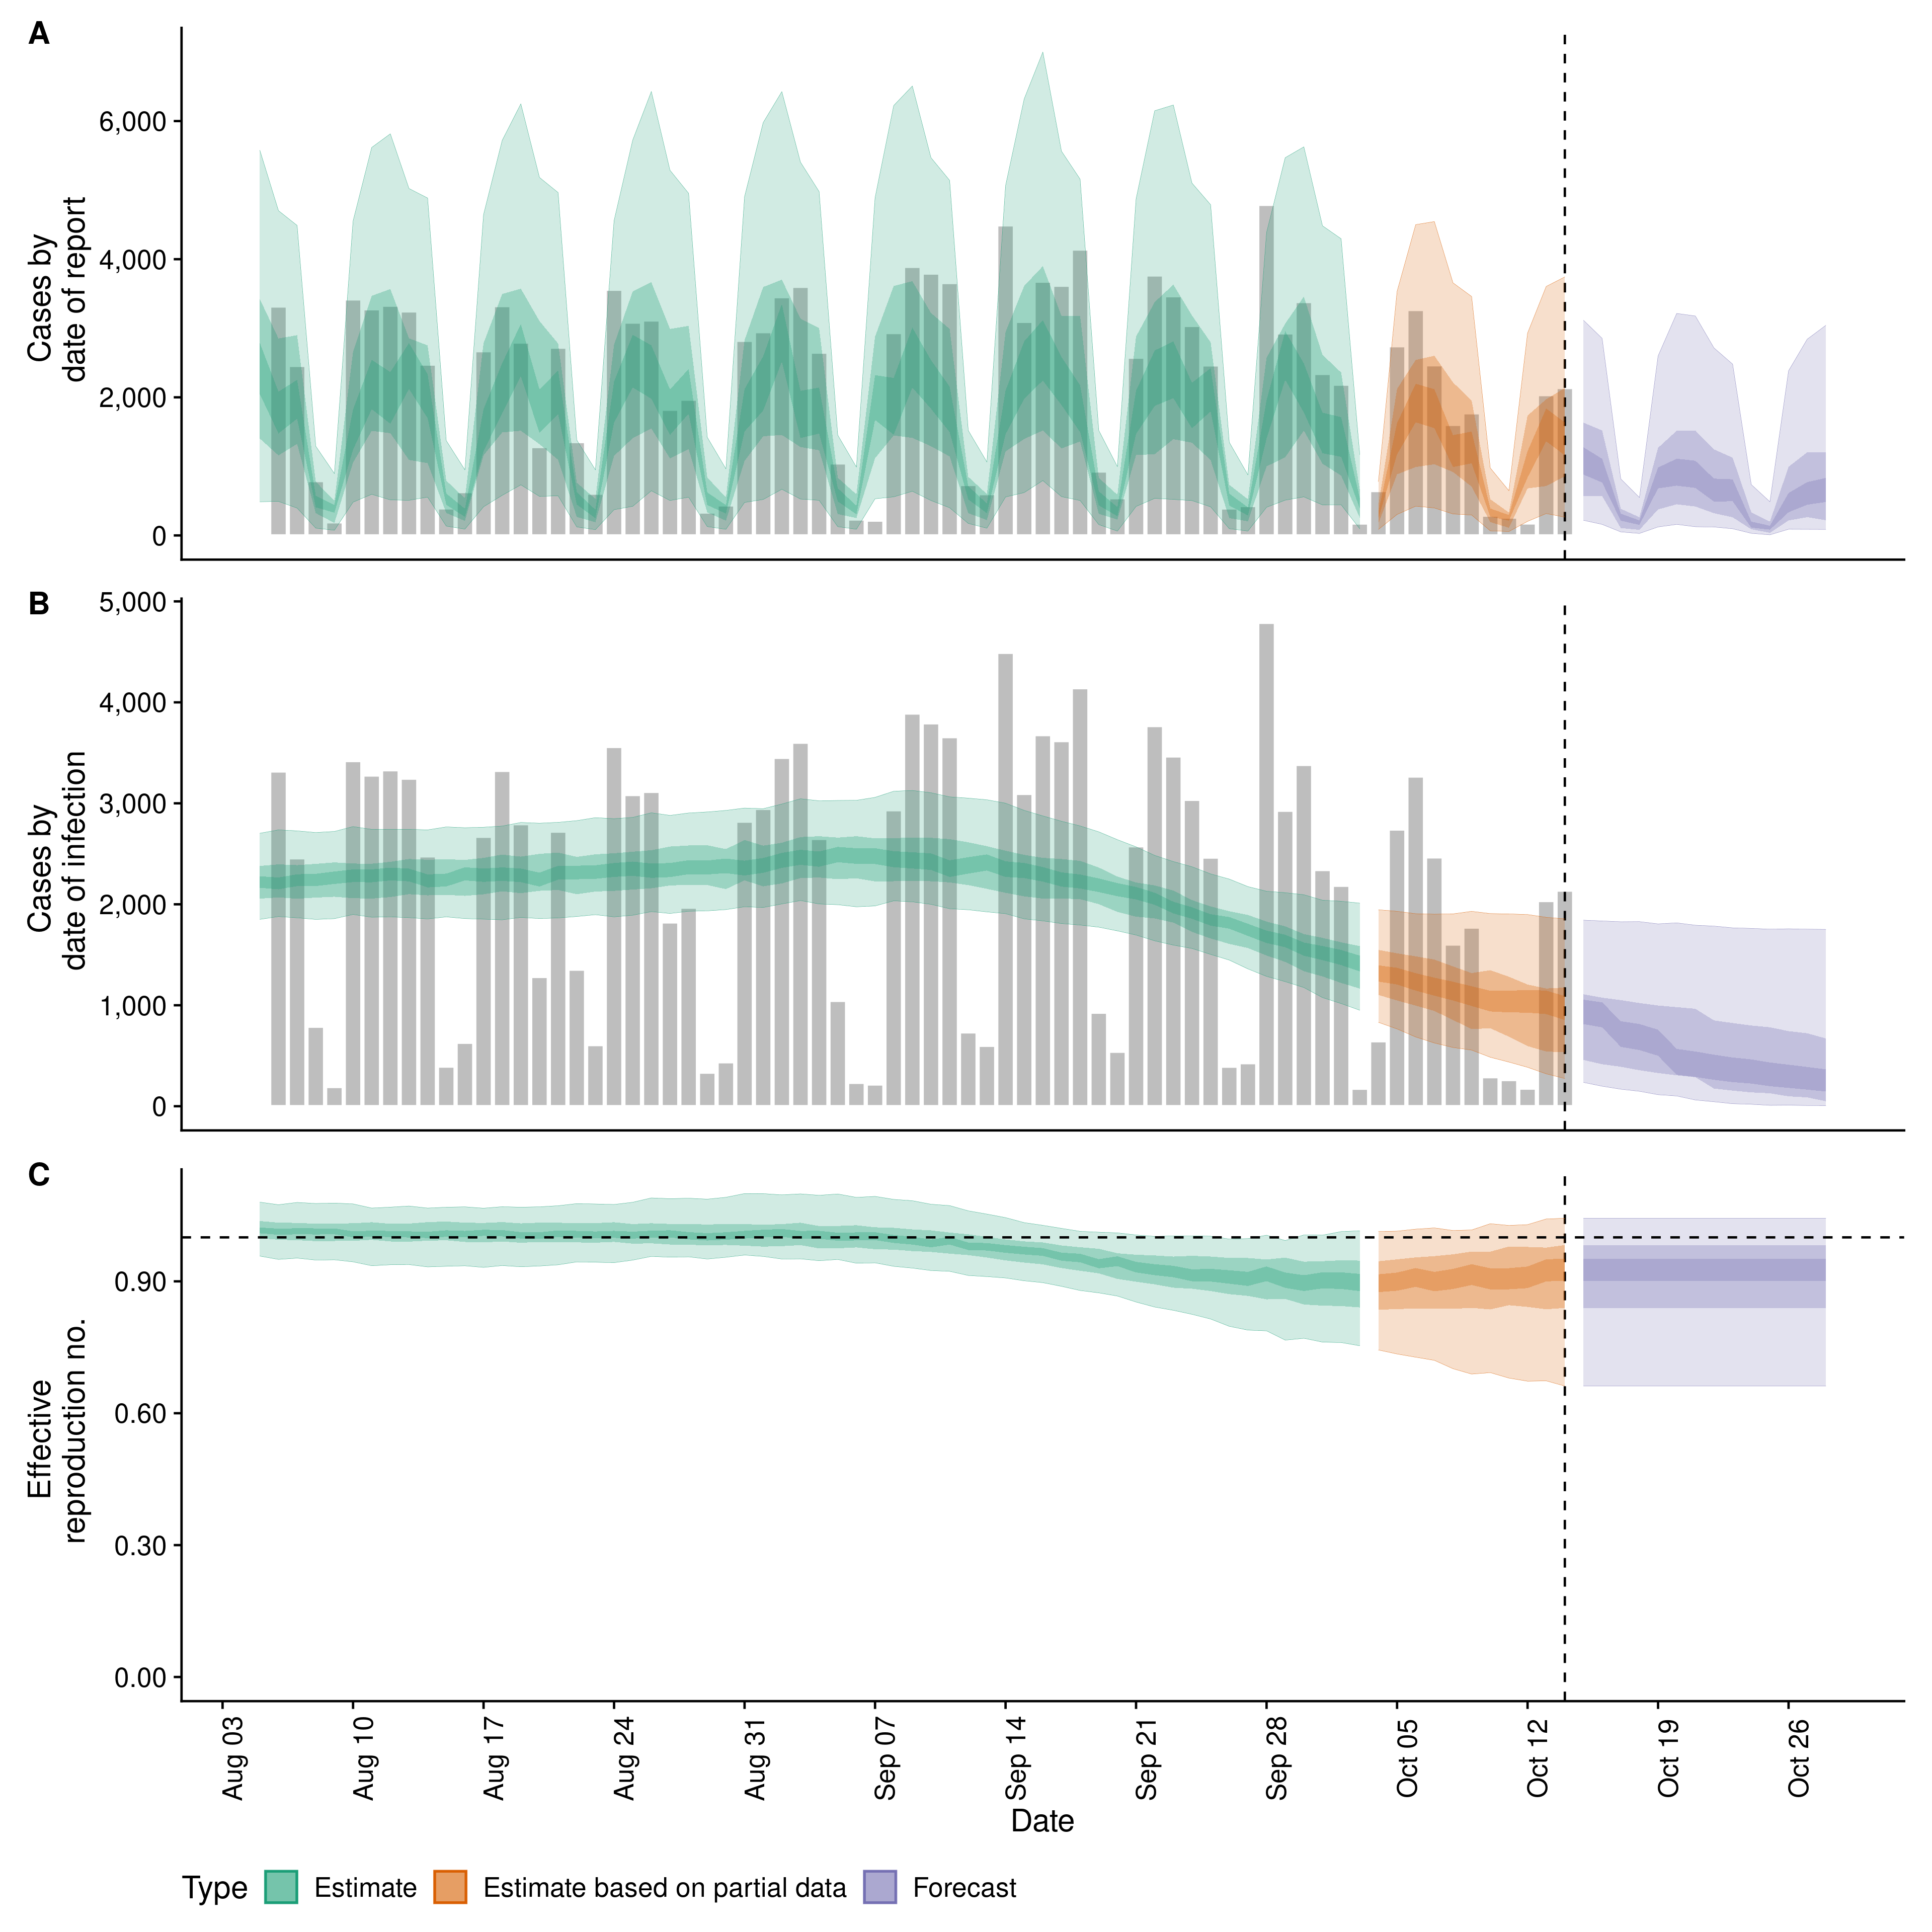 A
Cases by
date of report
6,000
4,000
2,000
0
B
Cases by
date of infection
5,000
4,000
3,000
2,000
1,000
0
C
Effective
reproduction no.
0.90
0.60
0.30
0.00
Aug 03
Aug 10
Aug 17
Aug 24
Aug 31
Sep 07
Sep 14
Sep 21
Sep 28
Oct 05
Oct 12
Oct 19
Oct 26
Date
Type Estimate Estimate based on partial data Forecast